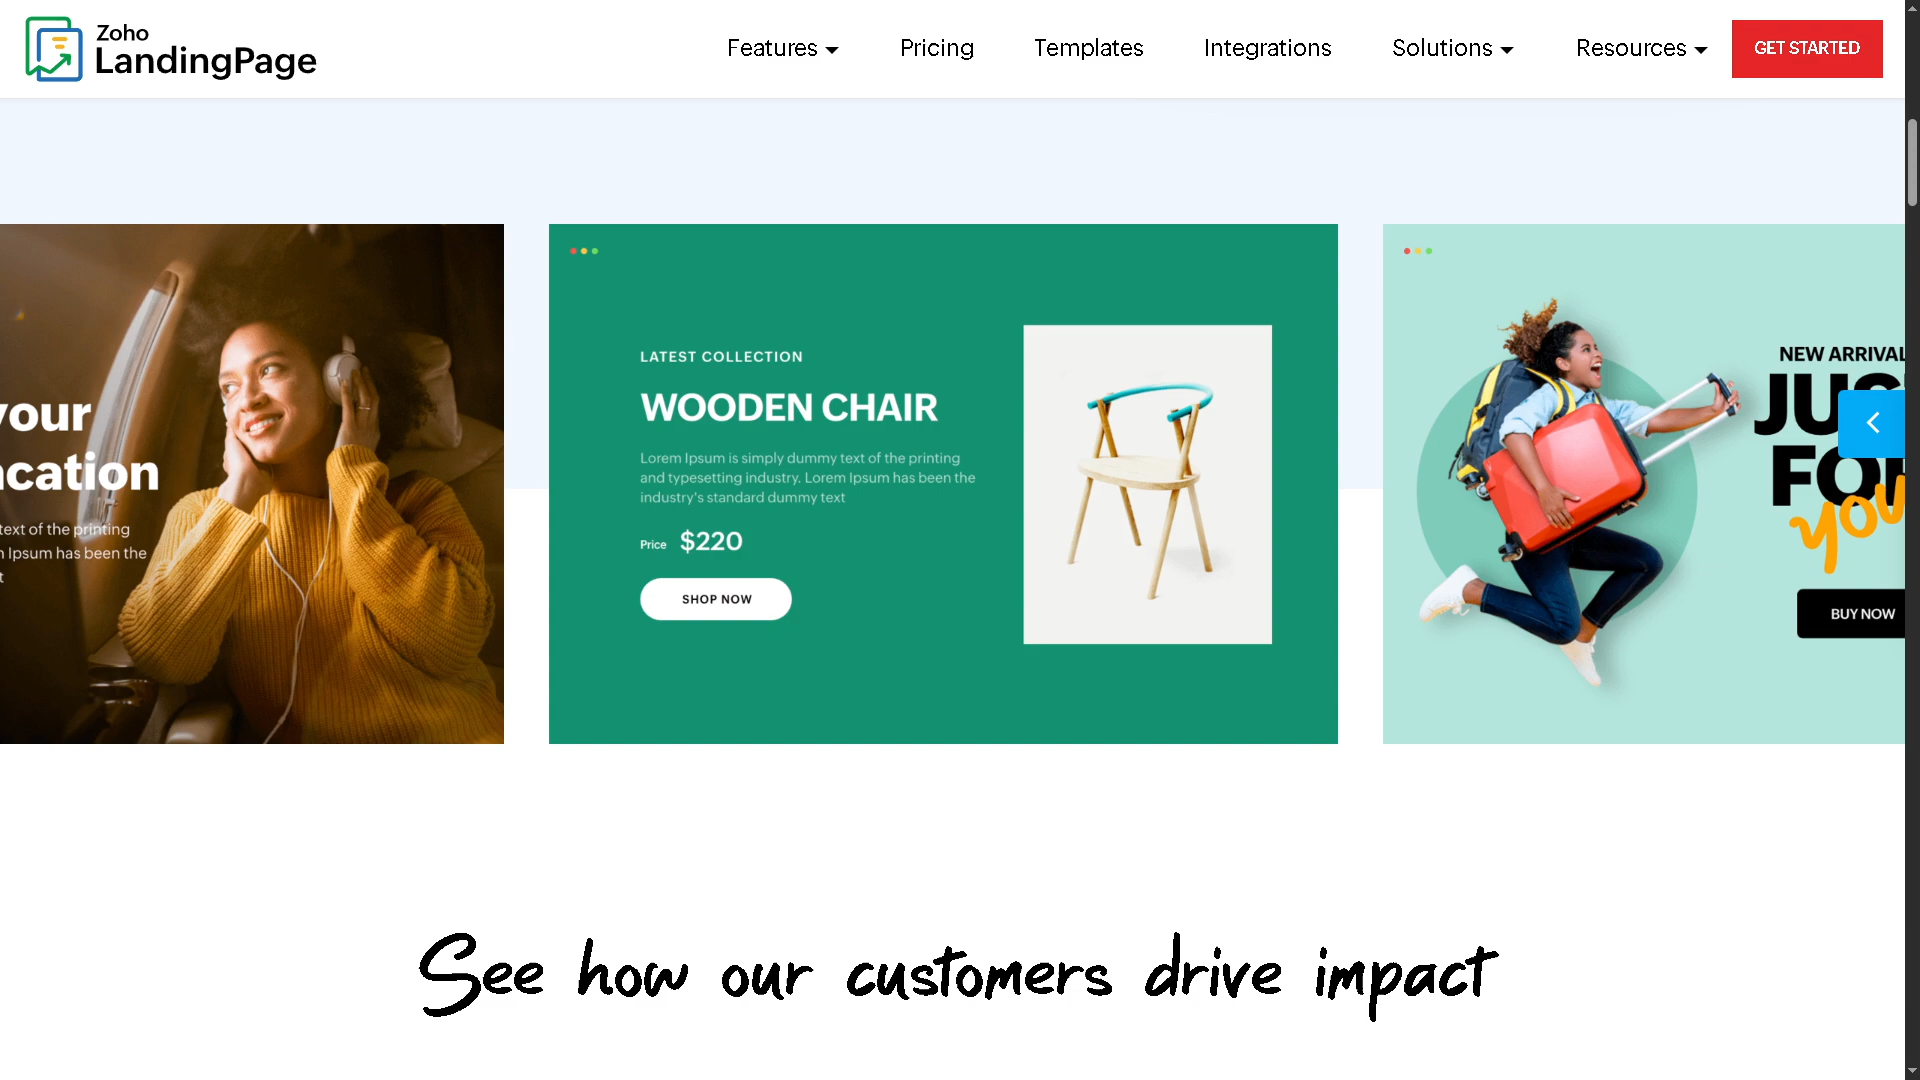 Zoho
LandingPage
Features
Pricing
Templates
Integrations
Solutions
Resources
GET STARTED
your
text of the printing
Ipsum has been the
LATEST COLLECTION
WOODEN CHAIR
Lorem Ipsum is simply dummy text of the printing
and typesetting industry. Lorem Ipsum has been the
industry's standard dummy text
Price $220
SHOP NOW
NEW ARRIVAL
you
BUY NOW
See how our customers drive impact